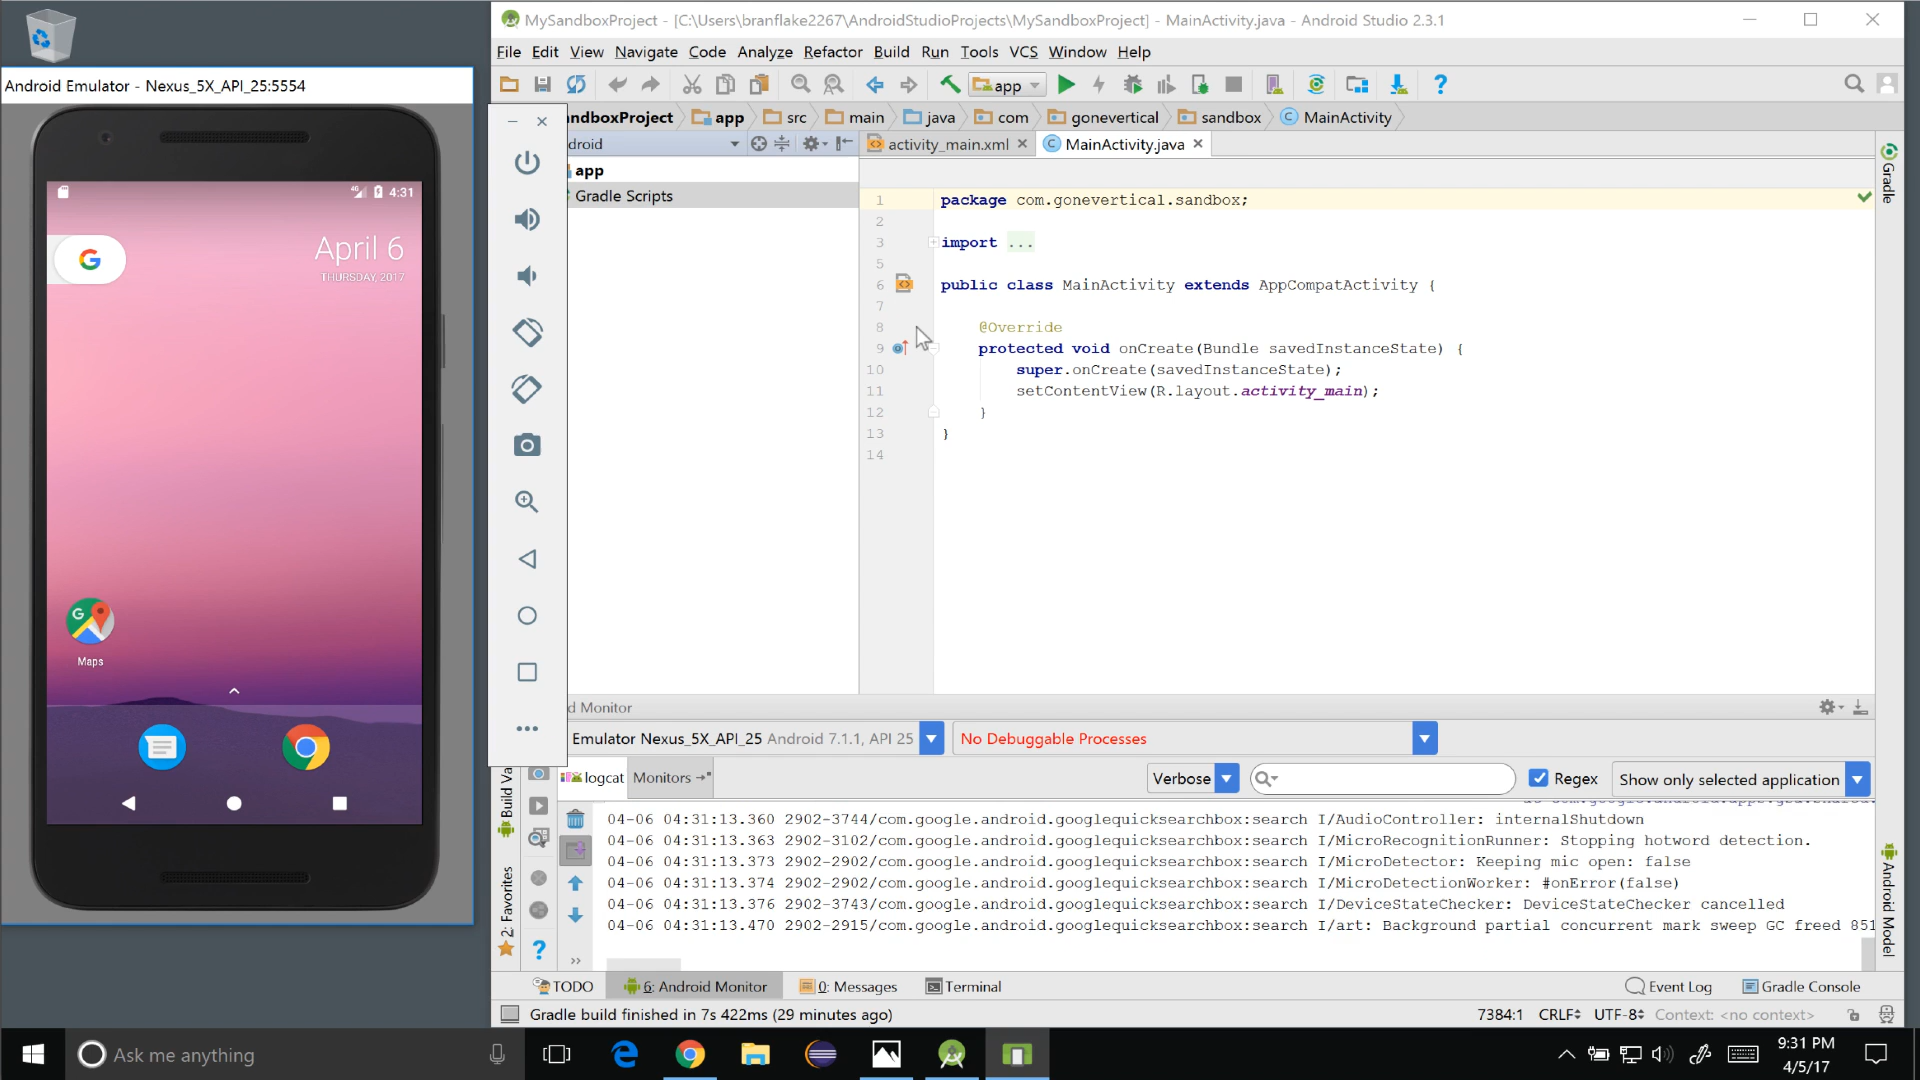 MySandboxProject - [C:\Users\branflake2267\AndroidStudioProjects\MySandboxProject] - MainActivity.java - Android Studio 2.3.1
File Edit View Navigate Code Analyze Refactor Build Run Tools VCS Window Help
Android Emulator - Nexus_5X_API_25:5554
app
ndboxProject app src main java com gonevertical sandbox MainActivity
droid
activity_main.xml MainActivity.java
app
Gradle Scripts
4:31
April 6
THURSDAY 2017
Maps
1 package com.gonevertical.sandbox;
2
3 import ...
5
6 public class MainActivity extends AppCompatActivity {
7
8 @Override
9 protected void onCreate(Bundle savedInstanceState) {
10 super.onCreate(savedInstanceState);
11 setContentView(R.layout.activity_main);
12 }
13 }
14
Gradle
d Monitor
Emulator Nexus_5X_API_25 Android 7.1.1, API 25
No Debuggable Processes
logcat Monitors
Verbose
Regex
Show only selected application
04-06 04:31:13.360 2902-3744/com.google.android.googlequicksearchbox:search I/AudioController: internalShutdown
04-06 04:31:13.363 2902-3102/com.google.android.googlequicksearchbox:search I/MicroRecognitionRunner: Stopping hotword detection.
04-06 04:31:13.373 2902-2902/com.google.android.googlequicksearchbox:search I/MicroDetector: Keeping mic open: false
04-06 04:31:13.374 2902-2902/com.google.android.googlequicksearchbox:search I/MicroDetectionWorker: #onError(false)
04-06 04:31:13.376 2902-3743/com.google.android.googlequicksearchbox:search I/DeviceStateChecker: DeviceStateChecker cancelled
04-06 04:31:13.470 2902-2915/com.google.android.googlequicksearchbox:search I/art: Background partial concurrent mark sweep GC freed 851
Build Va
2: Favorites
Android Model
TODO 6: Android Monitor 0: Messages Terminal Event Log Gradle Console
Gradle build finished in 7s 422ms (29 minutes ago)
7384:1 CRLF UTF-8 Context: <no context>
Ask me anything
9:31 PM
4/5/17